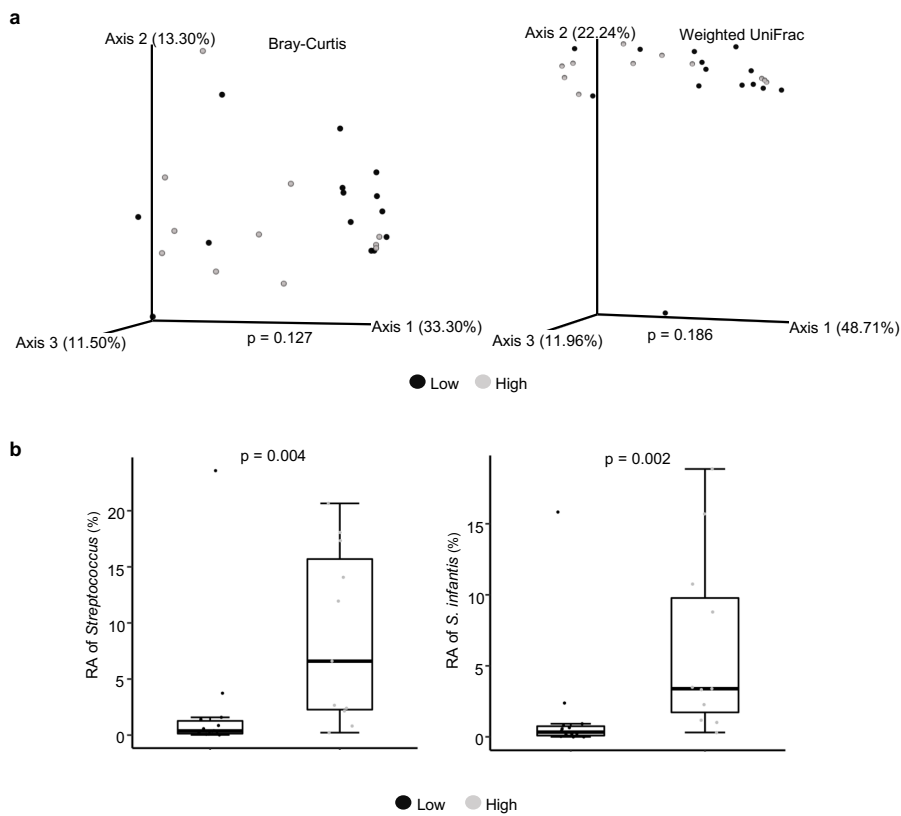 a
Axis 2 (13.30%)
Bray-Curtis
Axis 3 (11.50%)
p = 0.127
Axis 1 (33.30%)
Axis 2 (22.24%)
Weighted UniFrac
Axis 3 (11.96%)
p = 0.186
Axis 1 (48.71%)
Low
High
b
p = 0.004
RA of Streptococcus (%)
20
15
10
5
0
p = 0.002
RA of S. infantis (%)
15
10
5
0
Low
High